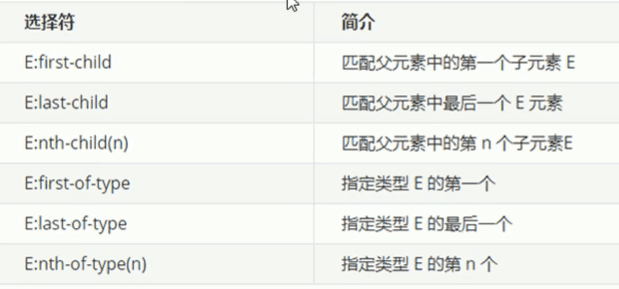 选择符 简介
E:first-child 匹配父元素中的第一个子元素 E
E:last-child 匹配父元素中最后一个 E 元素
E:nth-child(n) 匹配父元素中的第 n 个子元素E
E:first-of-type 指定类型 E 的第一个
E:last-of-type 指定类型 E 的最后一个
E:nth-of-type(n) 指定类型 E 的第 n 个